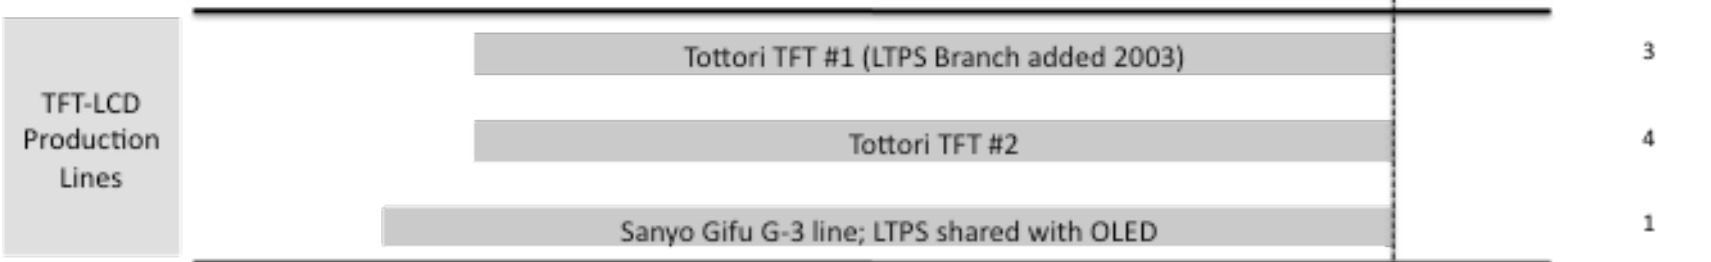 TFT-LCD
Production
Lines
Tottori TFT #1 (LTPS Branch added 2003)
3
Tottori TFT #2
4
Sanyo Gifu G-3 line; LTPS shared with OLED
1